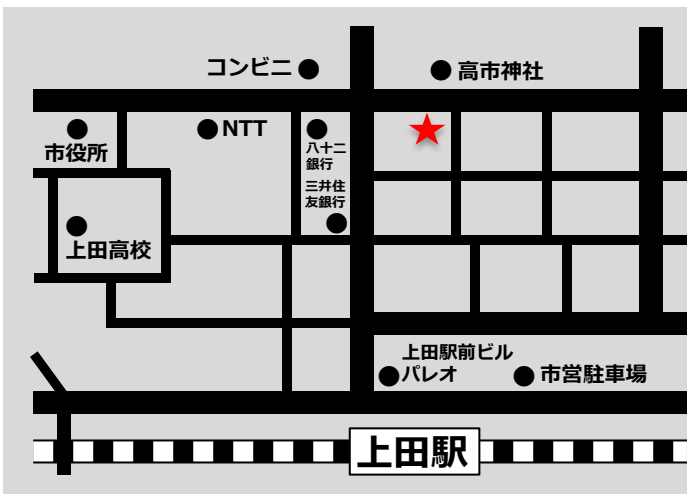 コンビニ
高市神社
NTT
市役所
八十二
銀行
三井住
友銀行
上田高校
上田駅前ビル
パレオ
市営駐車場
上田駅